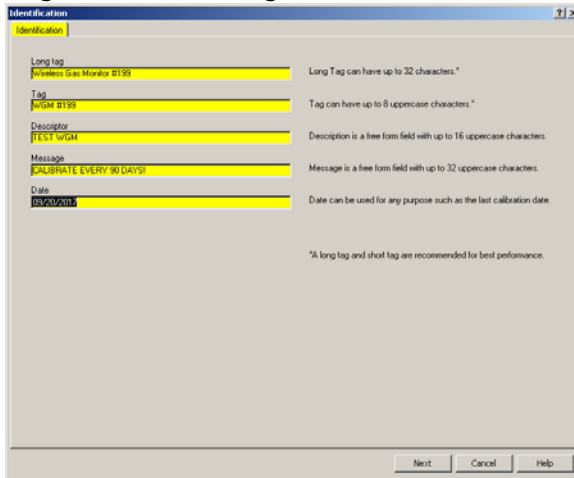 Identification
Identification
Long tag
Wireless Gas Monitor #199
Long Tag can have up to 32 characters.*
Tag
WGM #199
Tag can have up to 8 uppercase characters.*
Descriptor
TEST WGM
Description is a free form field with up to 16 uppercase characters.
Message
CALIBRATE EVERY 90 DAYS!
Message is a free form field with up to 32 uppercase characters.
Date
09/20/2017
Date can be used for any purpose such as the last calibration date.
*A long tag and short tag are recommended for best performance.
Next Cancel Help